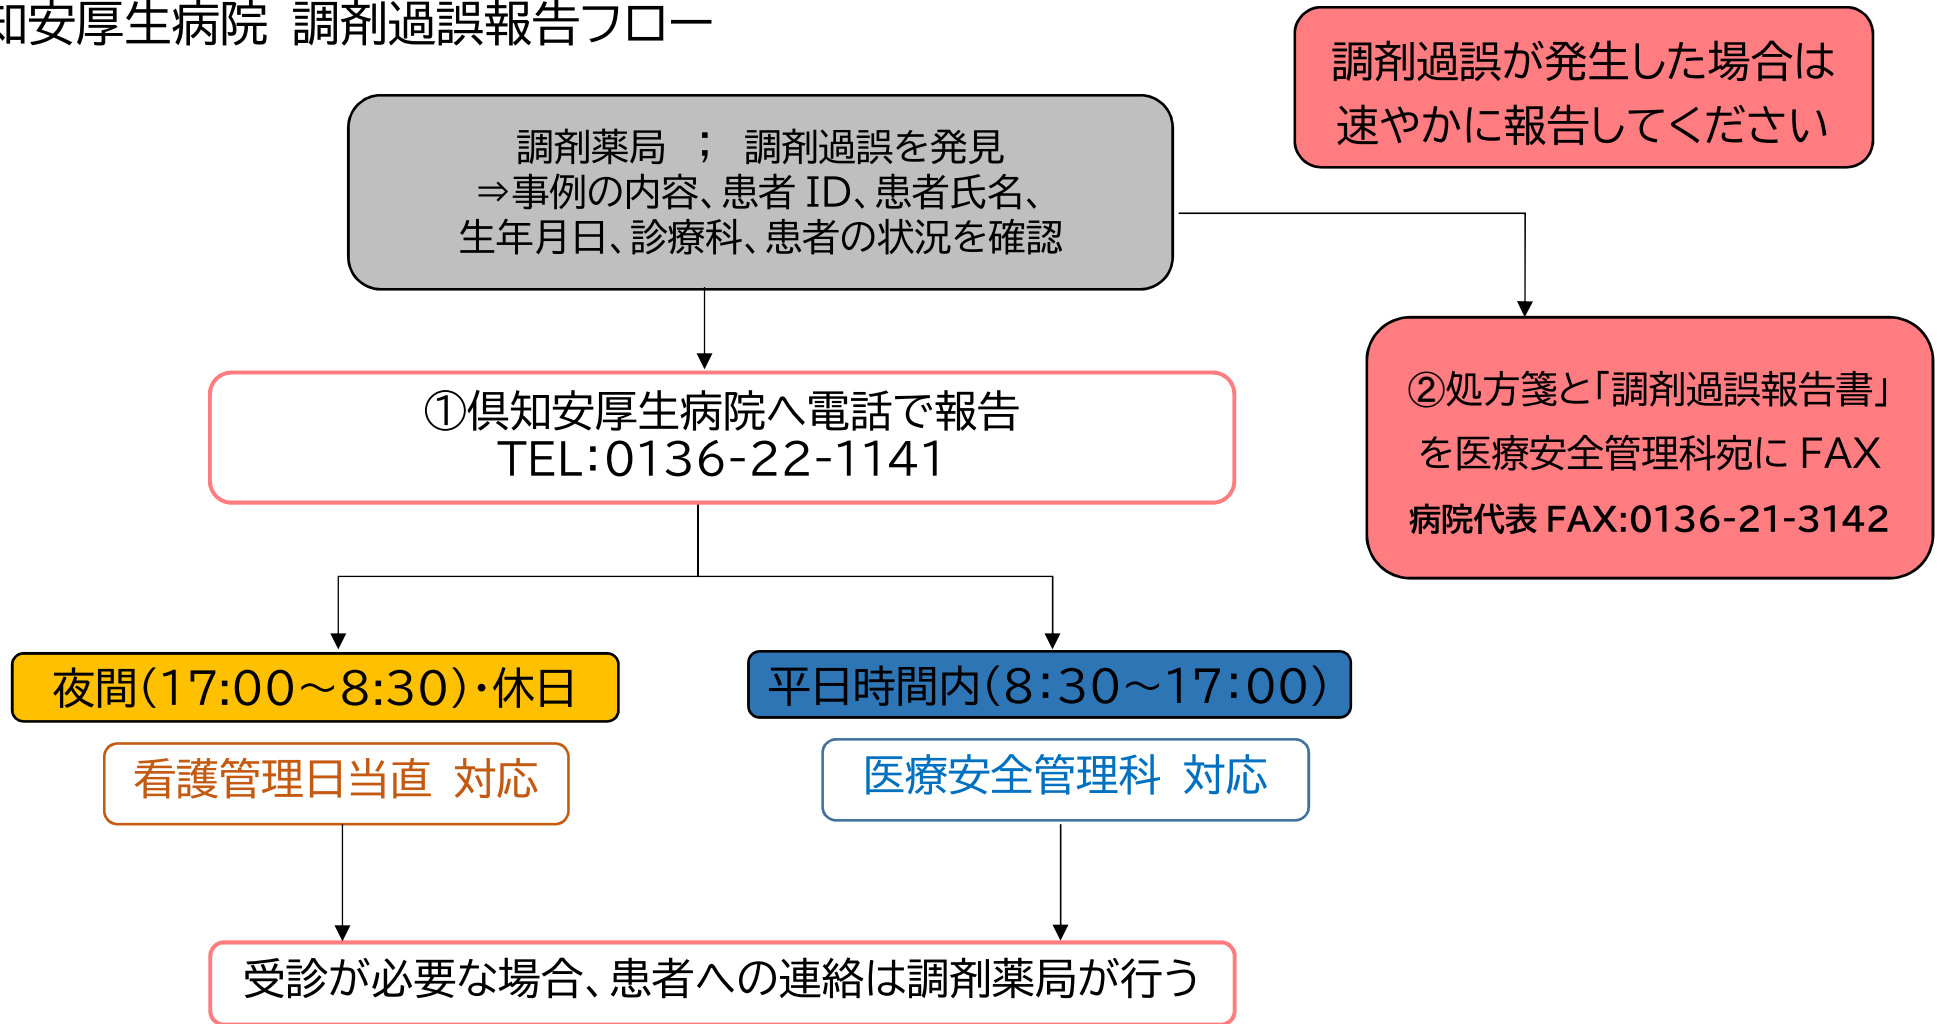 知安厚生病院 調剤過誤報告フロー
調剤過誤が発生した場合は
速やかに報告してください
調剤薬局 ； 調剤過誤を発見
⇒事例の内容、患者 ID、患者氏名、
生年月日、診療科、患者の状況を確認
①倶知安厚生病院へ電話で報告
TEL：0136-22-1141
②処方箋と「調剤過誤報告書」
を医療安全管理科宛に FAX
病院代表 FAX:0136-21-3142
夜間(17:00～8:30)・休日
平日時間内(8：30～17：00)
看護管理日当直 対応
医療安全管理科 対応
受診が必要な場合、患者への連絡は調剤薬局が行う